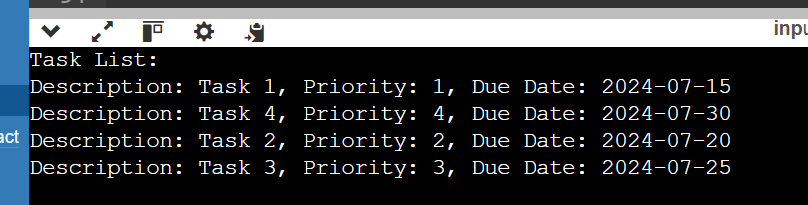 inpu
Task List:
Description: Task 1, Priority: 1, Due Date: 2024-07-15
Description: Task 4, Priority: 4, Due Date: 2024-07-30
act
Description: Task 2, Priority: 2, Due Date: 2024-07-20
Description: Task 3, Priority: 3, Due Date: 2024-07-25